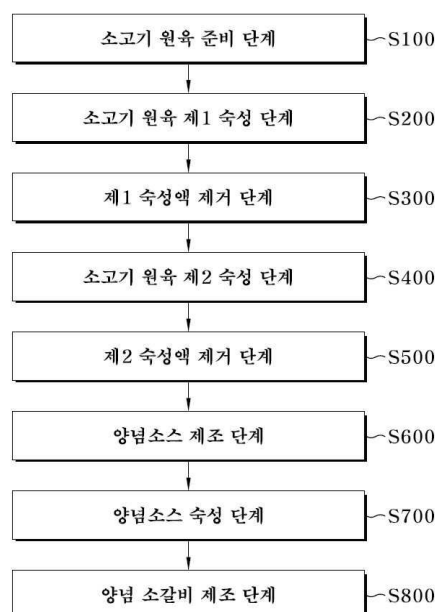 소고기 원육 준비 단계 S100
소고기 원육 제1 숙성 단계 S200
제1 숙성액 제거 단계 S300
소고기 원육 제2 숙성 단계 S400
제2 숙성액 제거 단계 S500
양념소스 제조 단계 S600
양념소스 숙성 단계 S700
양념 소갈비 제조 단계 S800